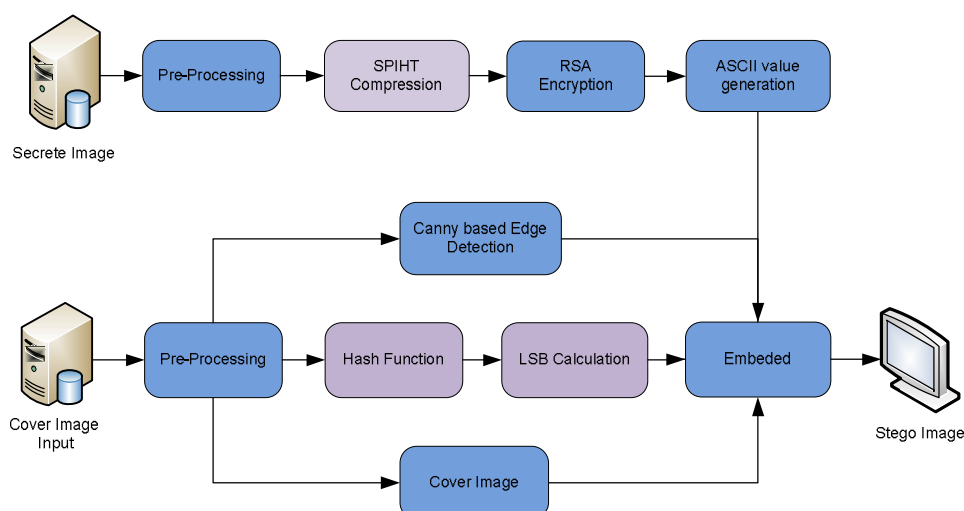 Pre-Processing
SPIHT
Compression
RSA
Encryption
ASCII value
generation
Secrete Image
Canny based Edge
Detection
Pre-Processing
Hash Function
LSB Calculation
Embeded
Cover Image
Input
Stego Image
Cover Image